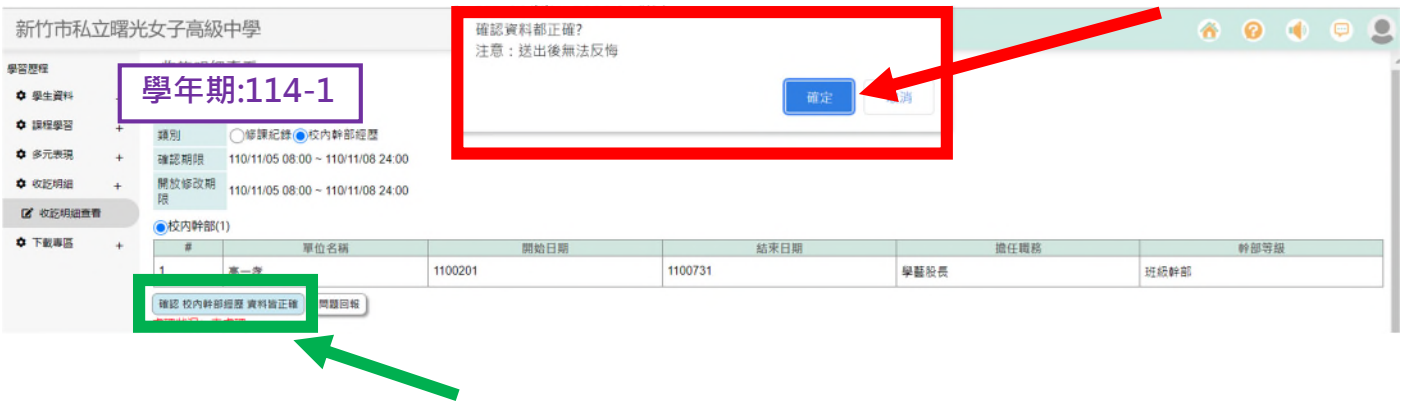 新竹市私立曙光女子高級中學
確認資料都正確?
注意：送出後無法反悔
確定
學習歷程
學生資料
課程學習 +
多元表現 +
收訖明細 +
收訖明細查看
下載專區 +
學年期:114-1
類別 修課紀錄 校內幹部經歷
確認期限 110/11/05 08:00 ~ 110/11/08 24:00
開放修改期限 110/11/05 08:00 ~ 110/11/08 24:00
校內幹部(1)
# 單位名稱 開始日期 結束日期 擔任職務 幹部等級
1 高一孝 1100201 1100731 學藝股長 班級幹部
確認 校內幹部經歷 資料皆正確 問題回報